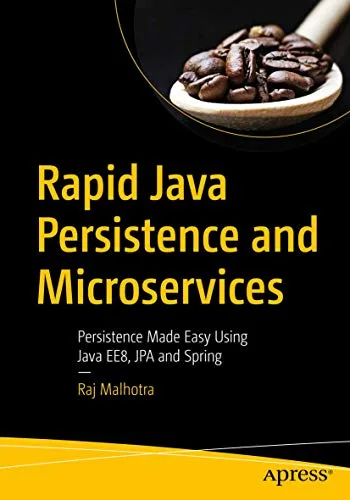 Rapid Java
Persistence and
Microservices
Persistence Made Easy Using
Java EE8, JPA and Spring
—
Raj Malhotra
Apress®